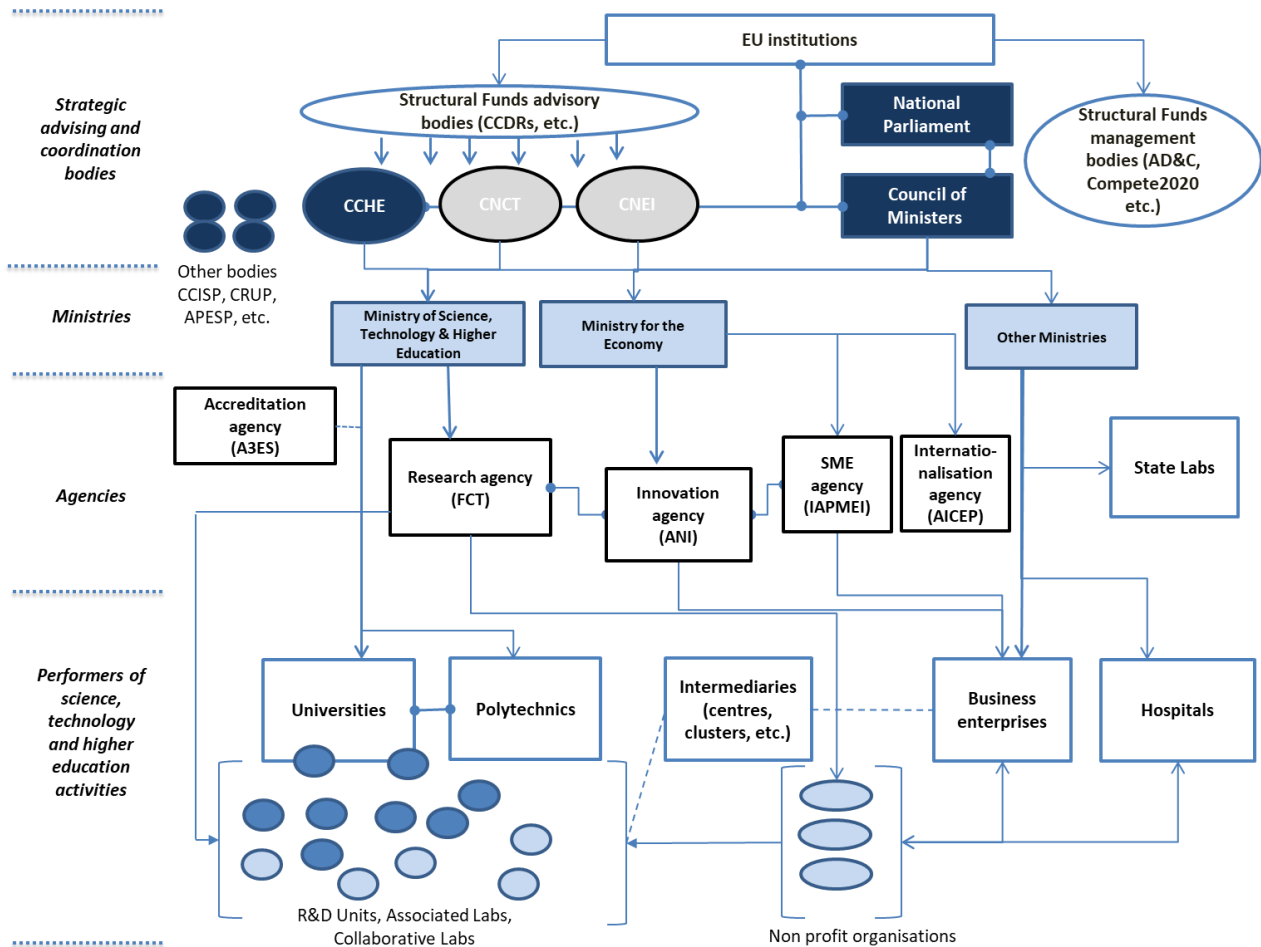 EU institutions
Strategic
advising and
coordination
bodies
Structural Funds advisory
bodies (CCDRs, etc.)
National
Parliament
Structural Funds
management
bodies (AD&C,
Compete2020
etc.)
CCHE
CNCT
CNEI
Council of
Ministers
Other bodies
CCISP, CRUP,
APESP, etc.
Ministries
Ministry of Science,
Technology & Higher
Education
Ministry for the
Economy
Other Ministries
Accreditation
agency
(A3ES)
Agencies
Research agency
(FCT)
Innovation
agency
(ANI)
SME
agency
(IAPMEI)
Internatio-
nalisation
agency
(AICEP)
State Labs
Performers of
science,
technology
and higher
education
activities
Universities
Polytechnics
Intermediaries
(centres,
clusters, etc.)
Business
enterprises
Hospitals
R&D Units, Associated Labs,
Collaborative Labs
Non profit organisations